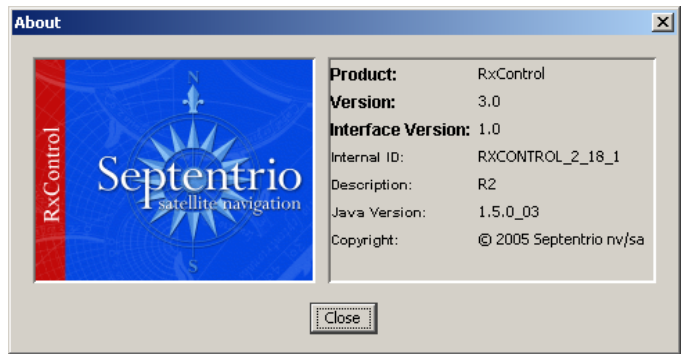 About
RxControl
N
Septentrio
satellite navigation
S
Product: RxControl
Version: 3.0
Interface Version: 1.0
Internal ID: RXCONTROL_2_18_1
Description: R2
Java Version: 1.5.0_03
Copyright: © 2005 Septentrio nv/sa
Close